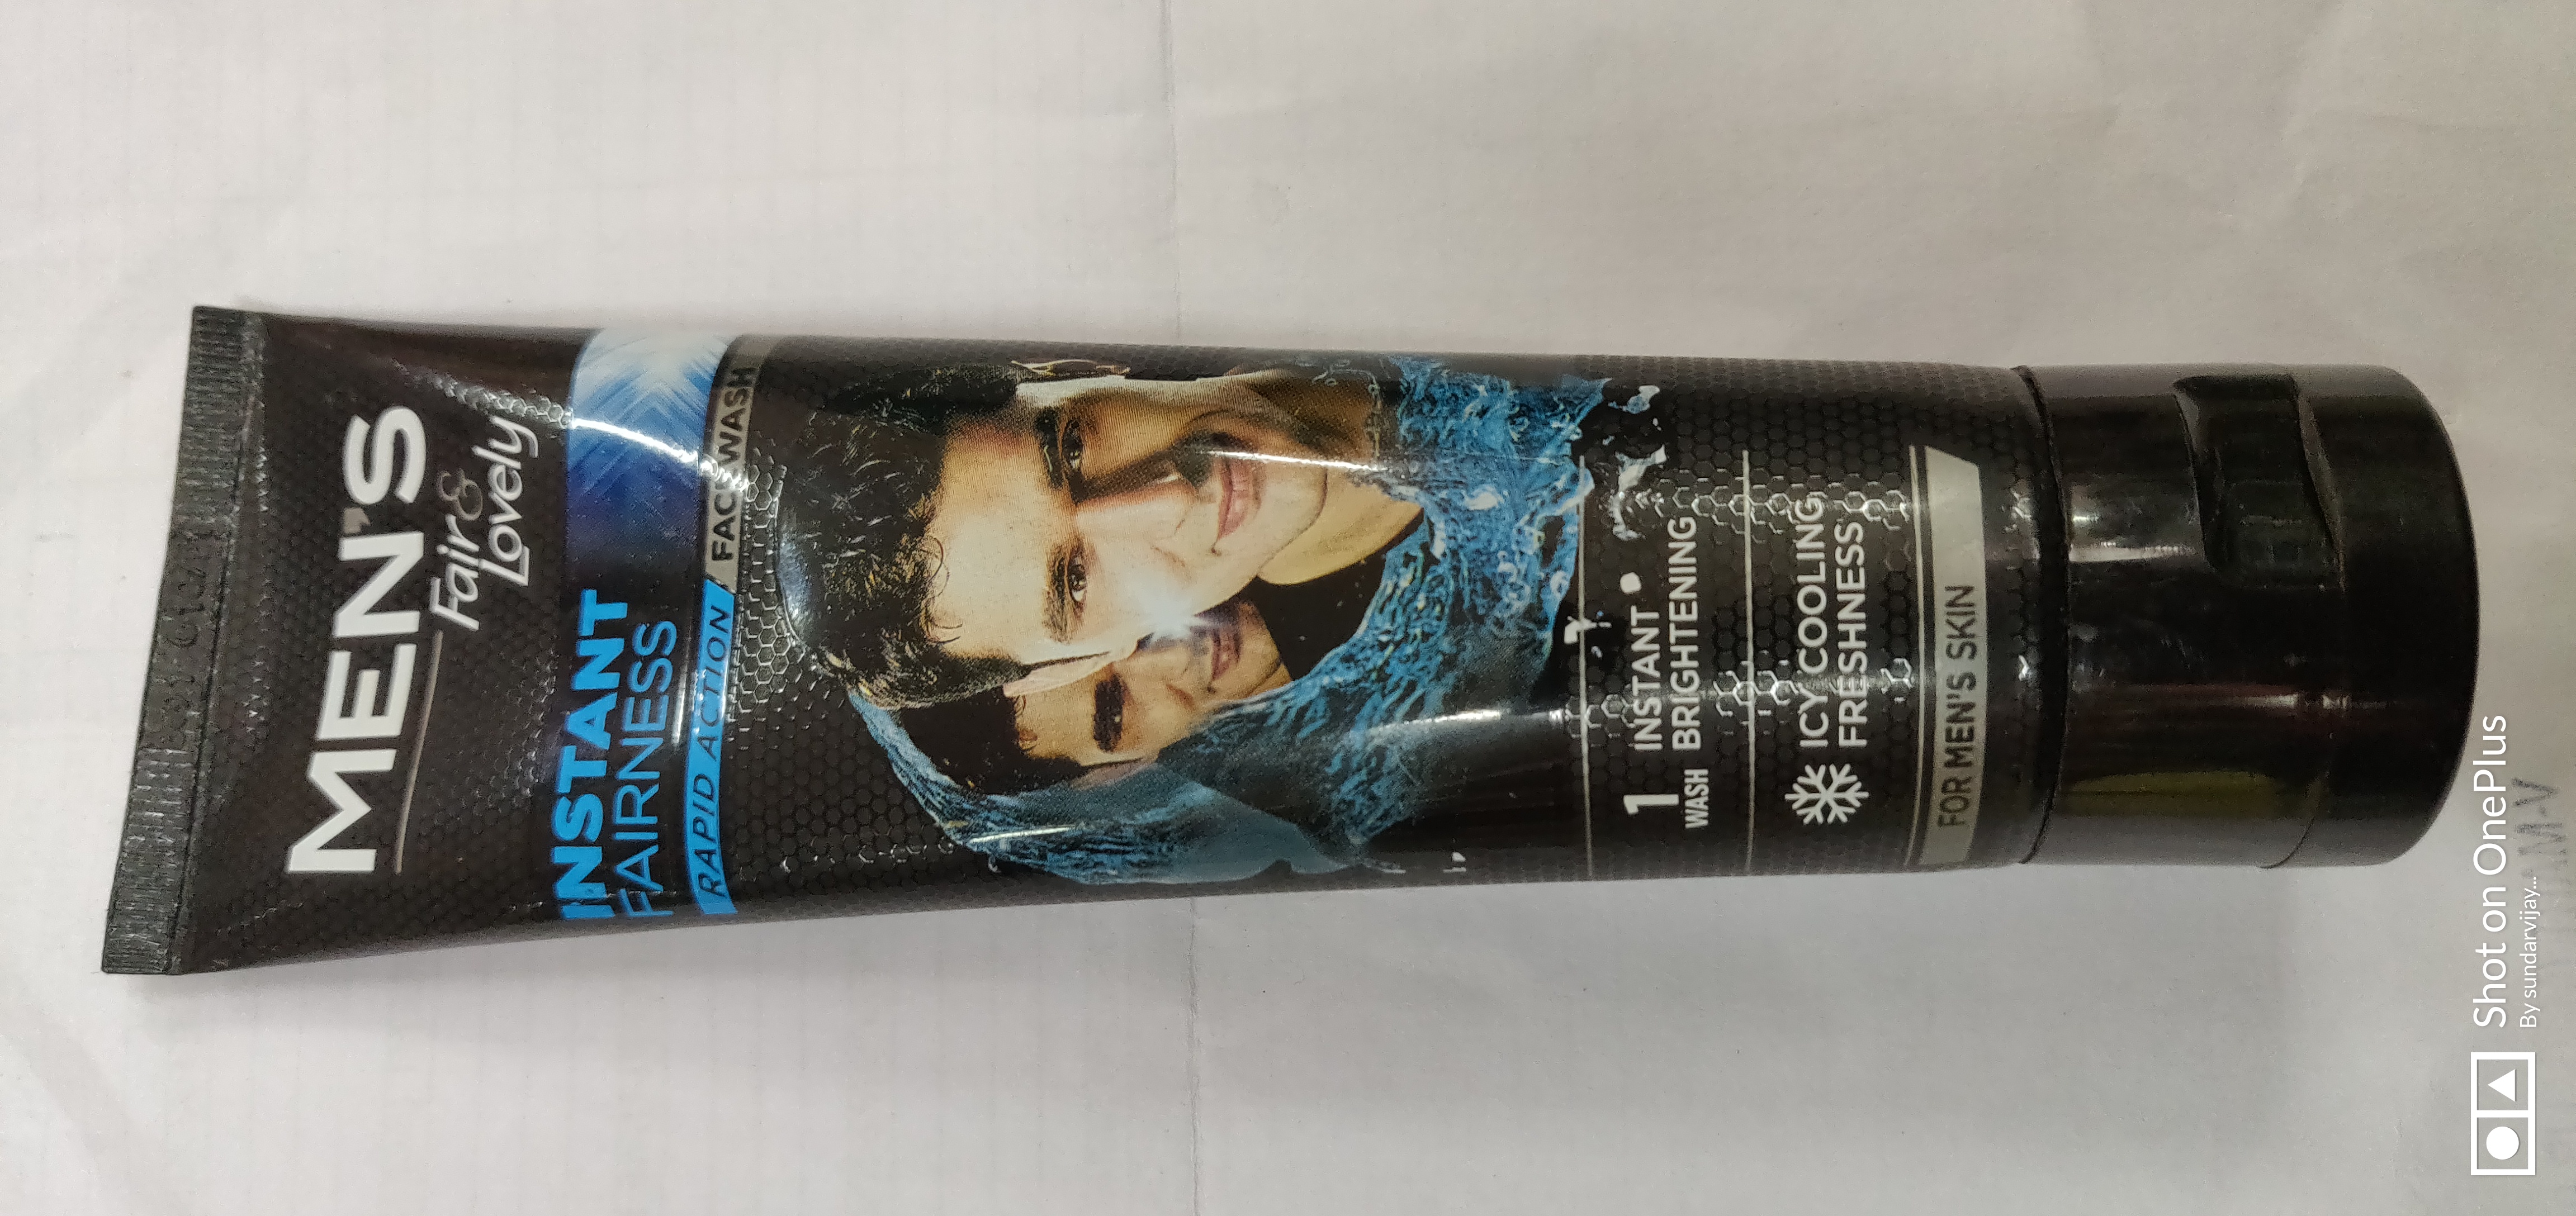 MEN'S
Fair &
Lovely
INSTANT
FAIRNESS
RAPID ACTION FACE WASH
1 WASH
INSTANT
BRIGHTENING
ICY COOLING
FRESHNESS
FOR MEN'S SKIN
Shot on OnePlus
By sundarvijay...